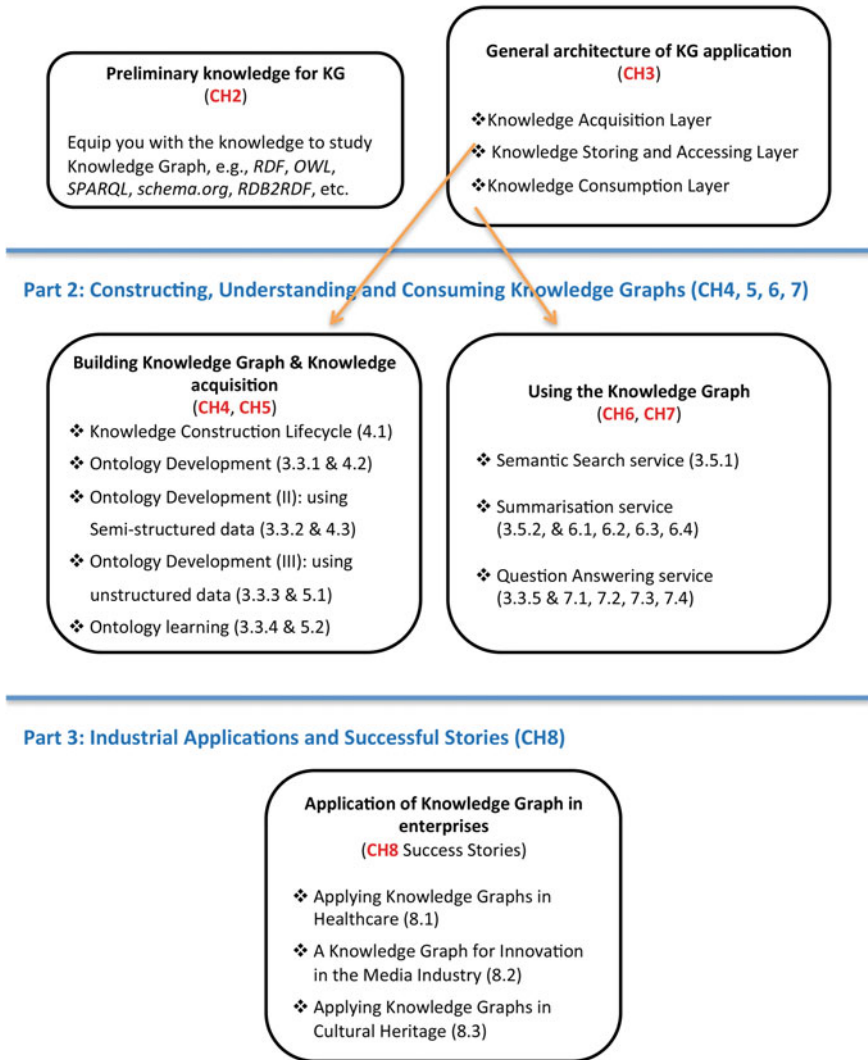 Preliminary knowledge for KG
(CH2)
Equip you with the knowledge to study
Knowledge Graph, e.g., RDF, OWL,
SPARQL, schema.org, RDB2RDF, etc.
General architecture of KG application
(CH3)
❖Knowledge Acquisition Layer
❖ Knowledge Storing and Accessing Layer
❖Knowledge Consumption Layer
Part 2: Constructing, Understanding and Consuming Knowledge Graphs (CH4, 5, 6, 7)
Building Knowledge Graph & Knowledge
acquisition
(CH4, CH5)
❖ Knowledge Construction Lifecycle (4.1)
❖ Ontology Development (3.3.1 & 4.2)
❖ Ontology Development (II): using
Semi-structured data (3.3.2 & 4.3)
❖ Ontology Development (III): using
unstructured data (3.3.3 & 5.1)
❖ Ontology learning (3.3.4 & 5.2)
Using the Knowledge Graph
(CH6, CH7)
❖ Semantic Search service (3.5.1)
❖ Summarisation service
(3.5.2, & 6.1, 6.2, 6.3, 6.4)
❖ Question Answering service
(3.3.5 & 7.1, 7.2, 7.3, 7.4)
Part 3: Industrial Applications and Successful Stories (CH8)
Application of Knowledge Graph in
enterprises
(CH8 Success Stories)
❖ Applying Knowledge Graphs in
Healthcare (8.1)
❖ A Knowledge Graph for Innovation
in the Media Industry (8.2)
❖ Applying Knowledge Graphs in
Cultural Heritage (8.3)